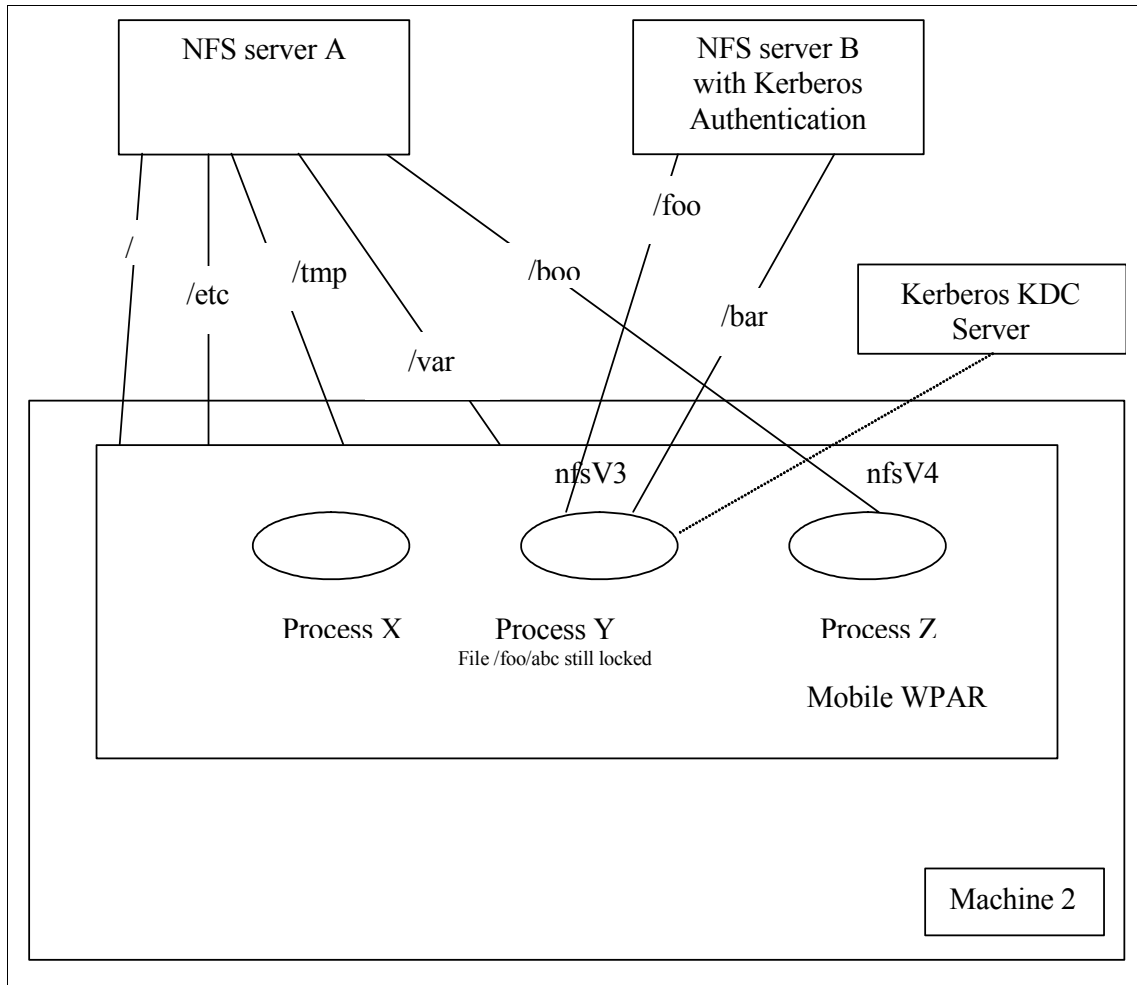 NFS server A
NFS server B
with Kerberos
Authentication
/foo
/
/tmp
/boo
/etc
/bar
Kerberos KDC
Server
/var
nfsV3
nfsV4
Process X
Process Y
File /foo/abc still locked
Process Z
Mobile WPAR
Machine 2